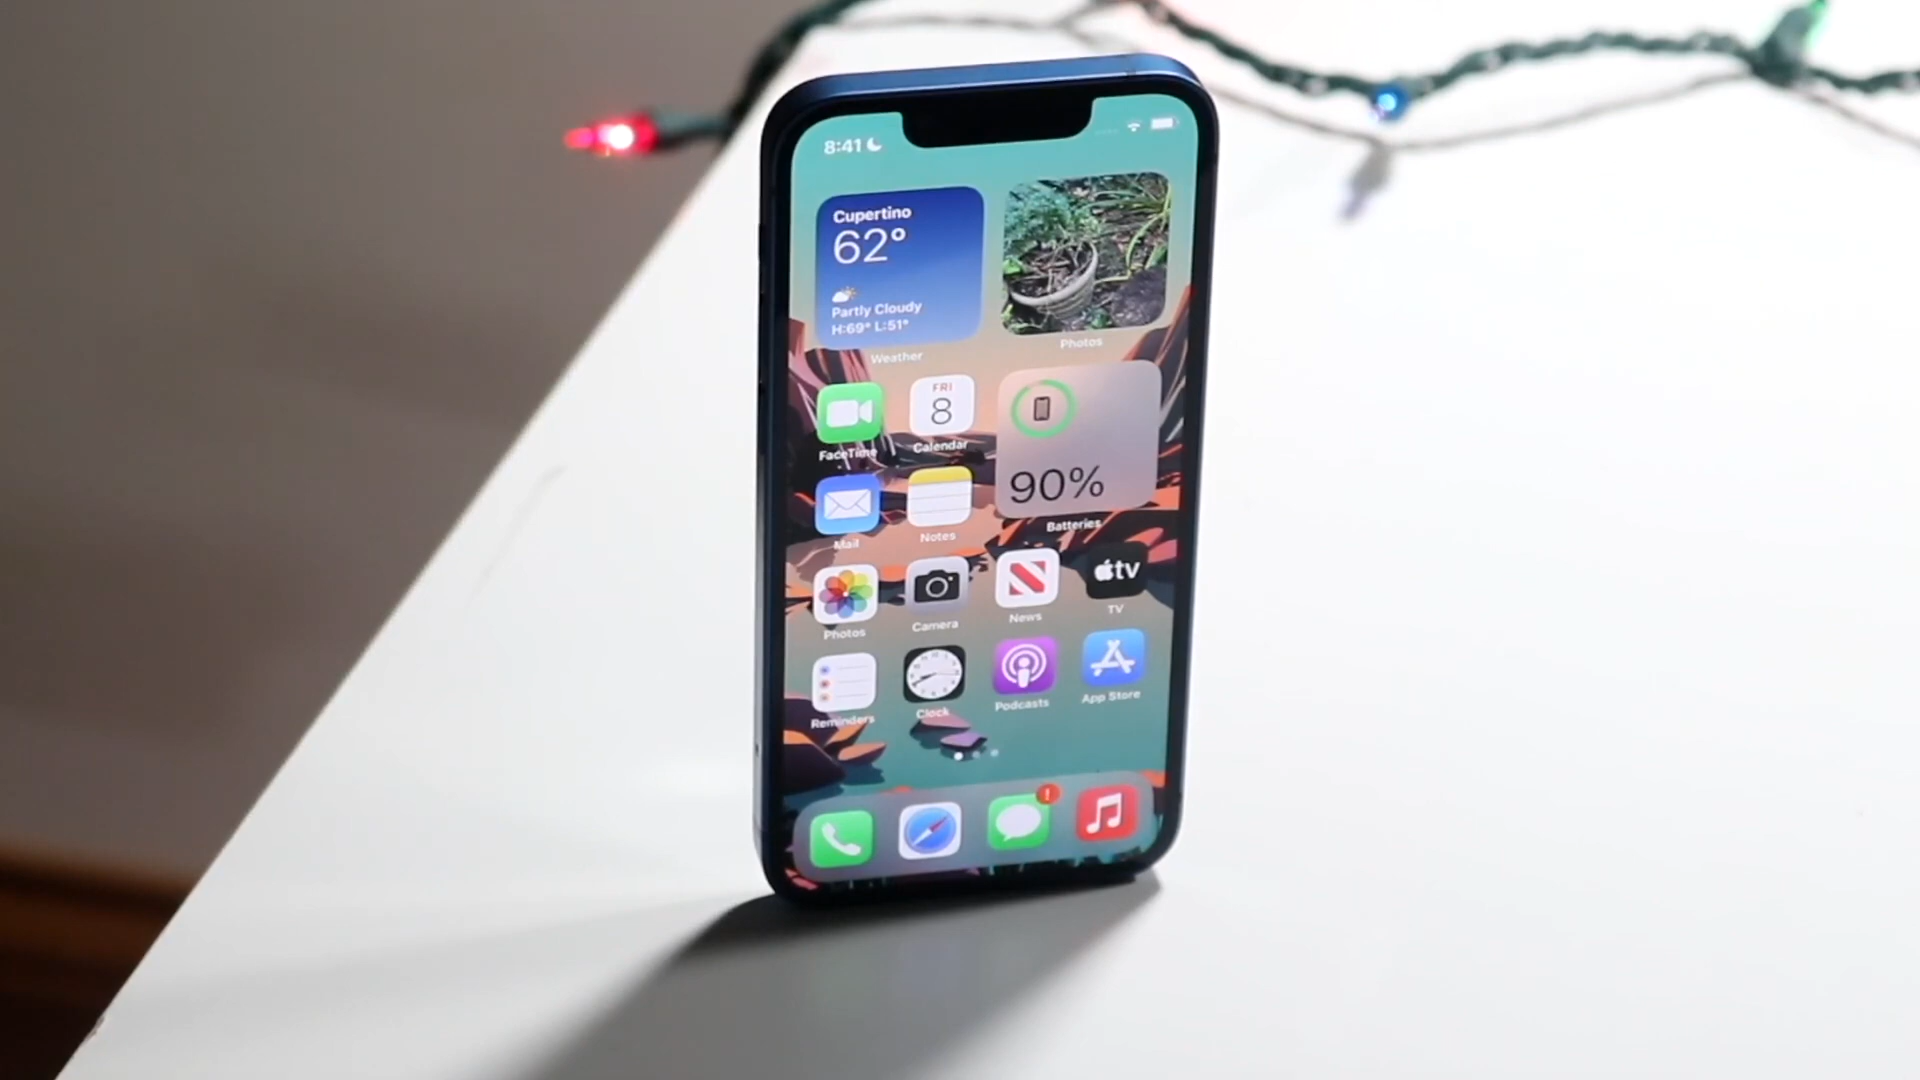 8:41
Cupertino
62°
Partly Cloudy
H:69° L:51°
Weather
Photos
FaceTime
FRI
8
Calendar
90%
Batteries
Mail
Notes
Photos
Camera
News
tv
TV
Reminders
Clock
Podcasts
App Store
!